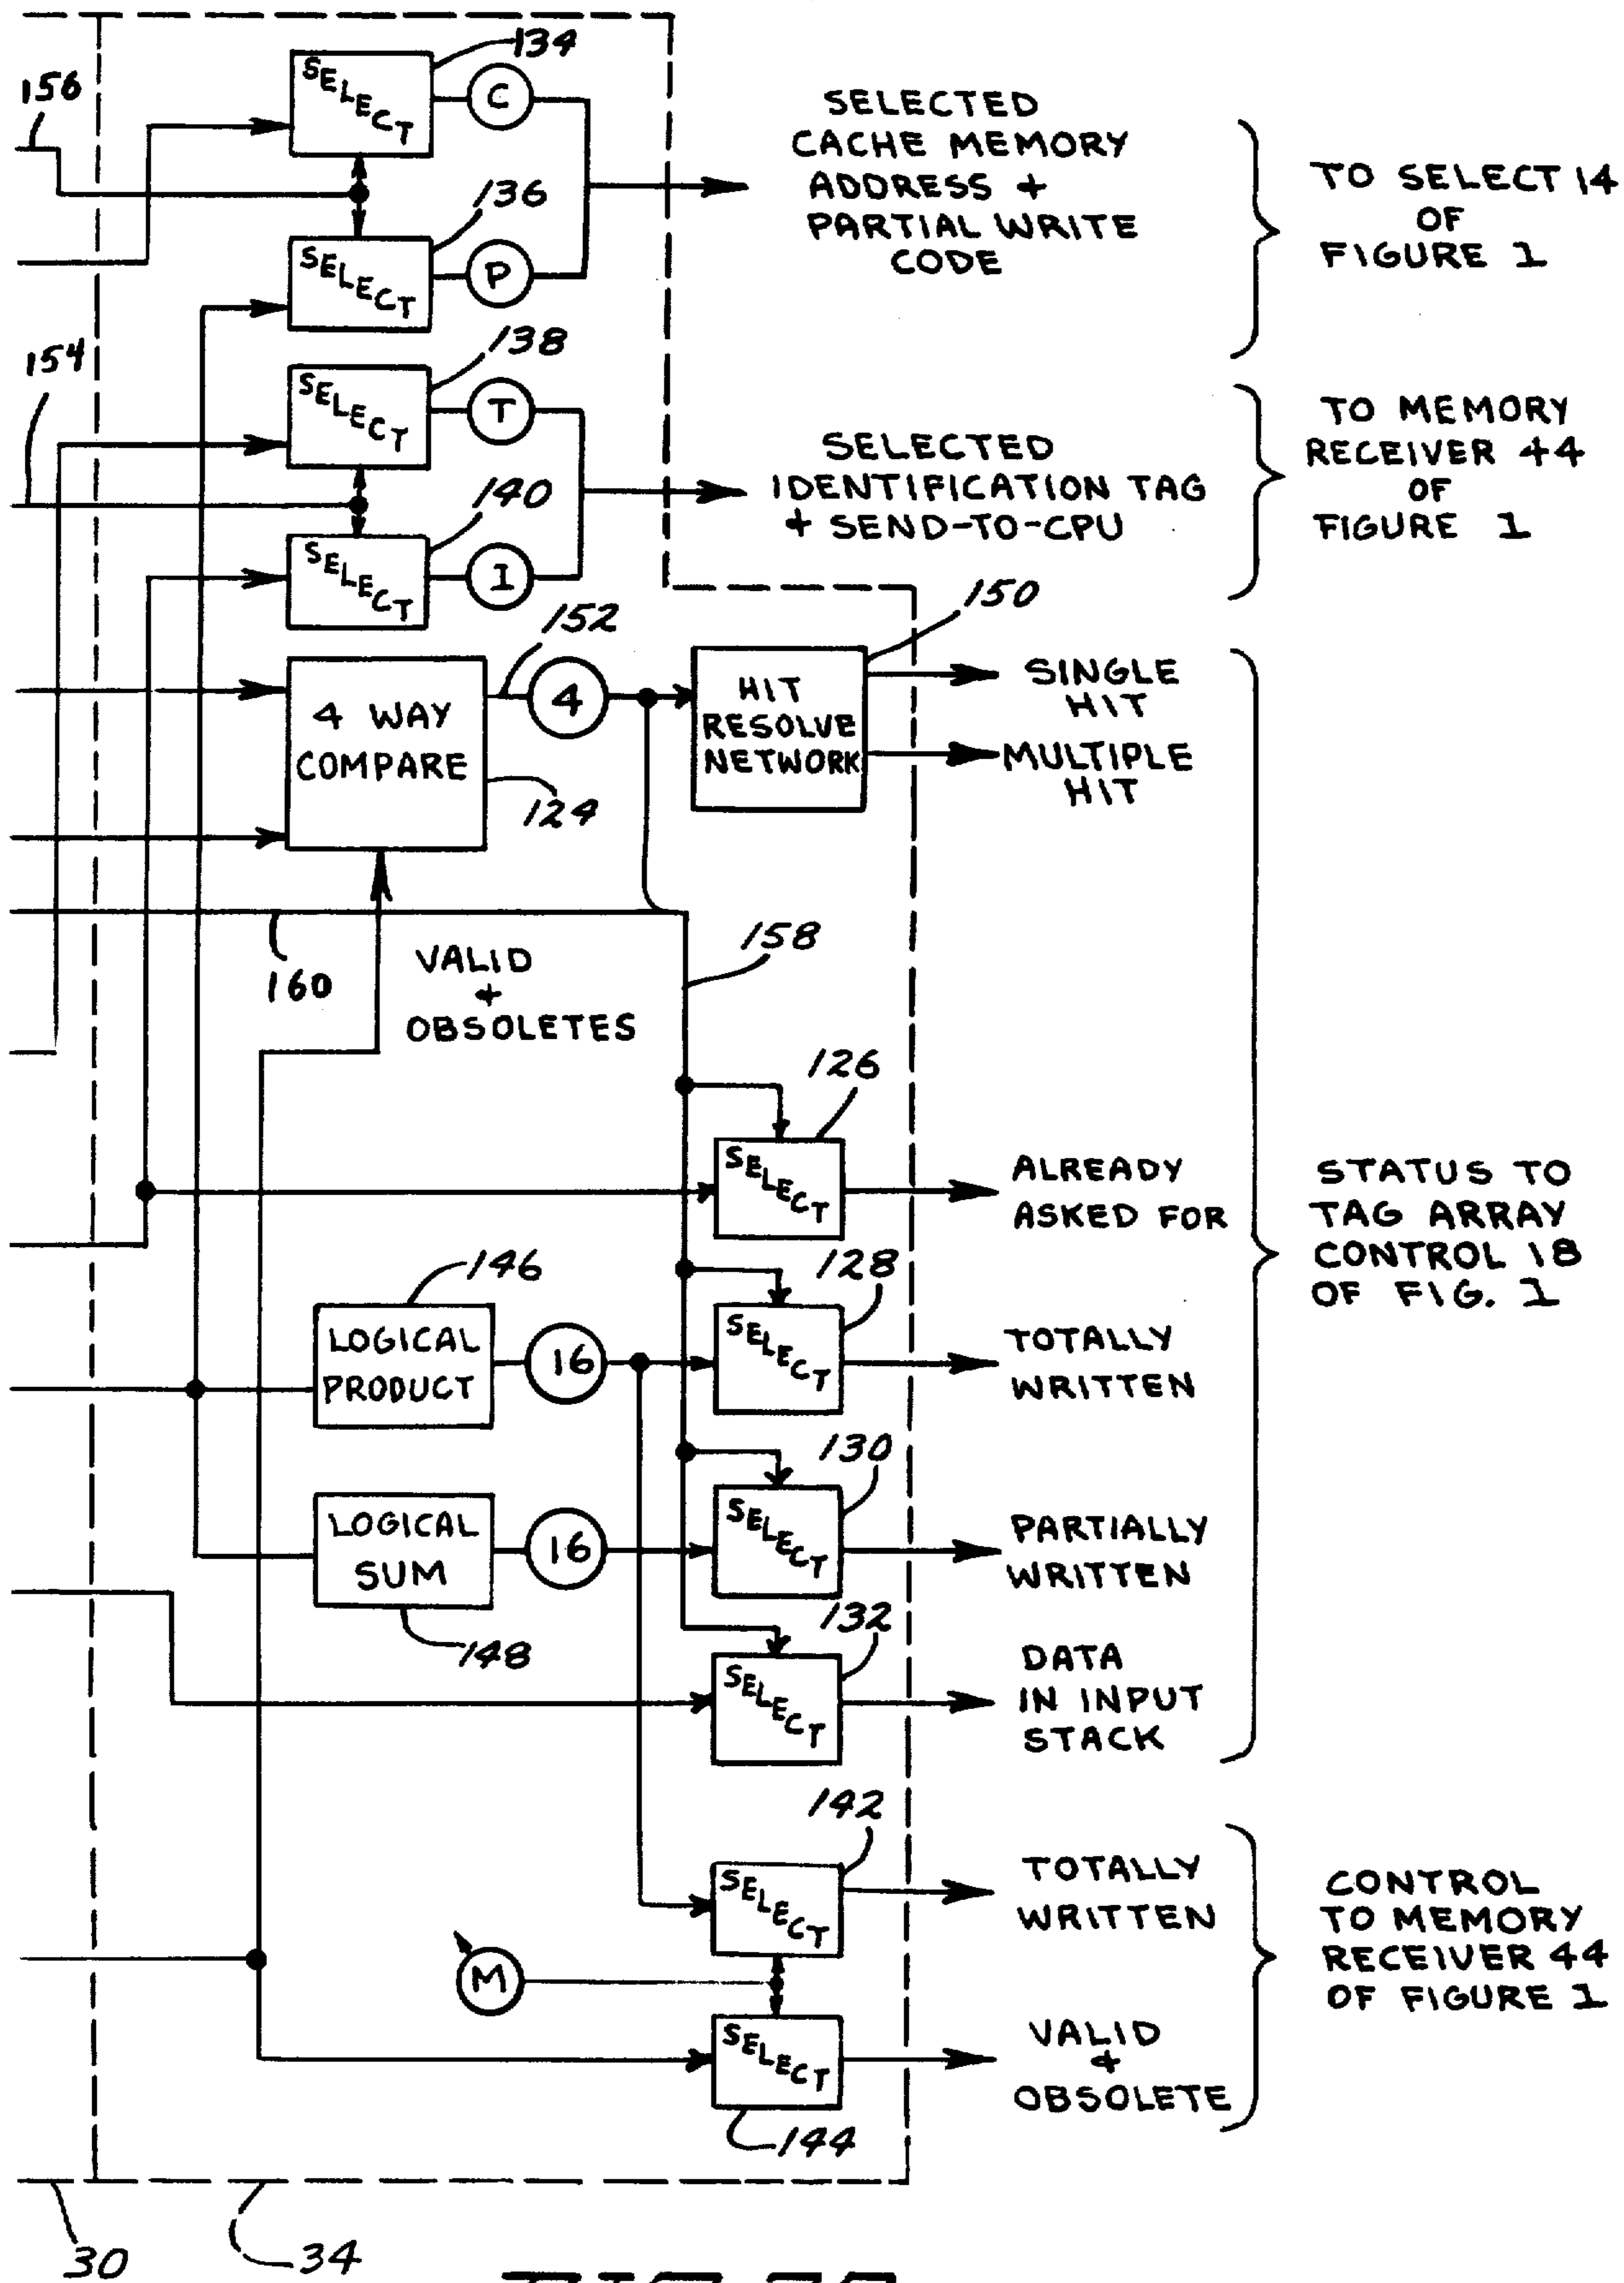 134
156
SELECT
C
SELECTED
CACHE MEMORY
ADDRESS +
PARTIAL WRITE
CODE
TO SELECT 14
OF
FIGURE 1
136
SELECT
P
154
138
SELECT
T
SELECTED
IDENTIFICATION TAG
+ SEND-TO-CPU
TO MEMORY
RECEIVER 44
OF
FIGURE 1
140
SELECT
I
152
150
4 WAY
COMPARE
4
124
HIT
RESOLVE
NETWORK
SINGLE
HIT
MULTIPLE
HIT
160
VALID
+
OBSOLETES
158
126
SELECT
ALREADY
ASKED FOR
STATUS TO
TAG ARRAY
CONTROL 18
OF FIG. 1
146
LOGICAL
PRODUCT
16
128
SELECT
TOTALLY
WRITTEN
LOGICAL
SUM
148
16
130
SELECT
PARTIALLY
WRITTEN
132
SELECT
DATA
IN INPUT
STACK
142
SELECT
TOTALLY
WRITTEN
M
CONTROL
TO MEMORY
RECEIVER 44
OF FIGURE 1
SELECT
VALID
+
OBSOLETE
144
30
34